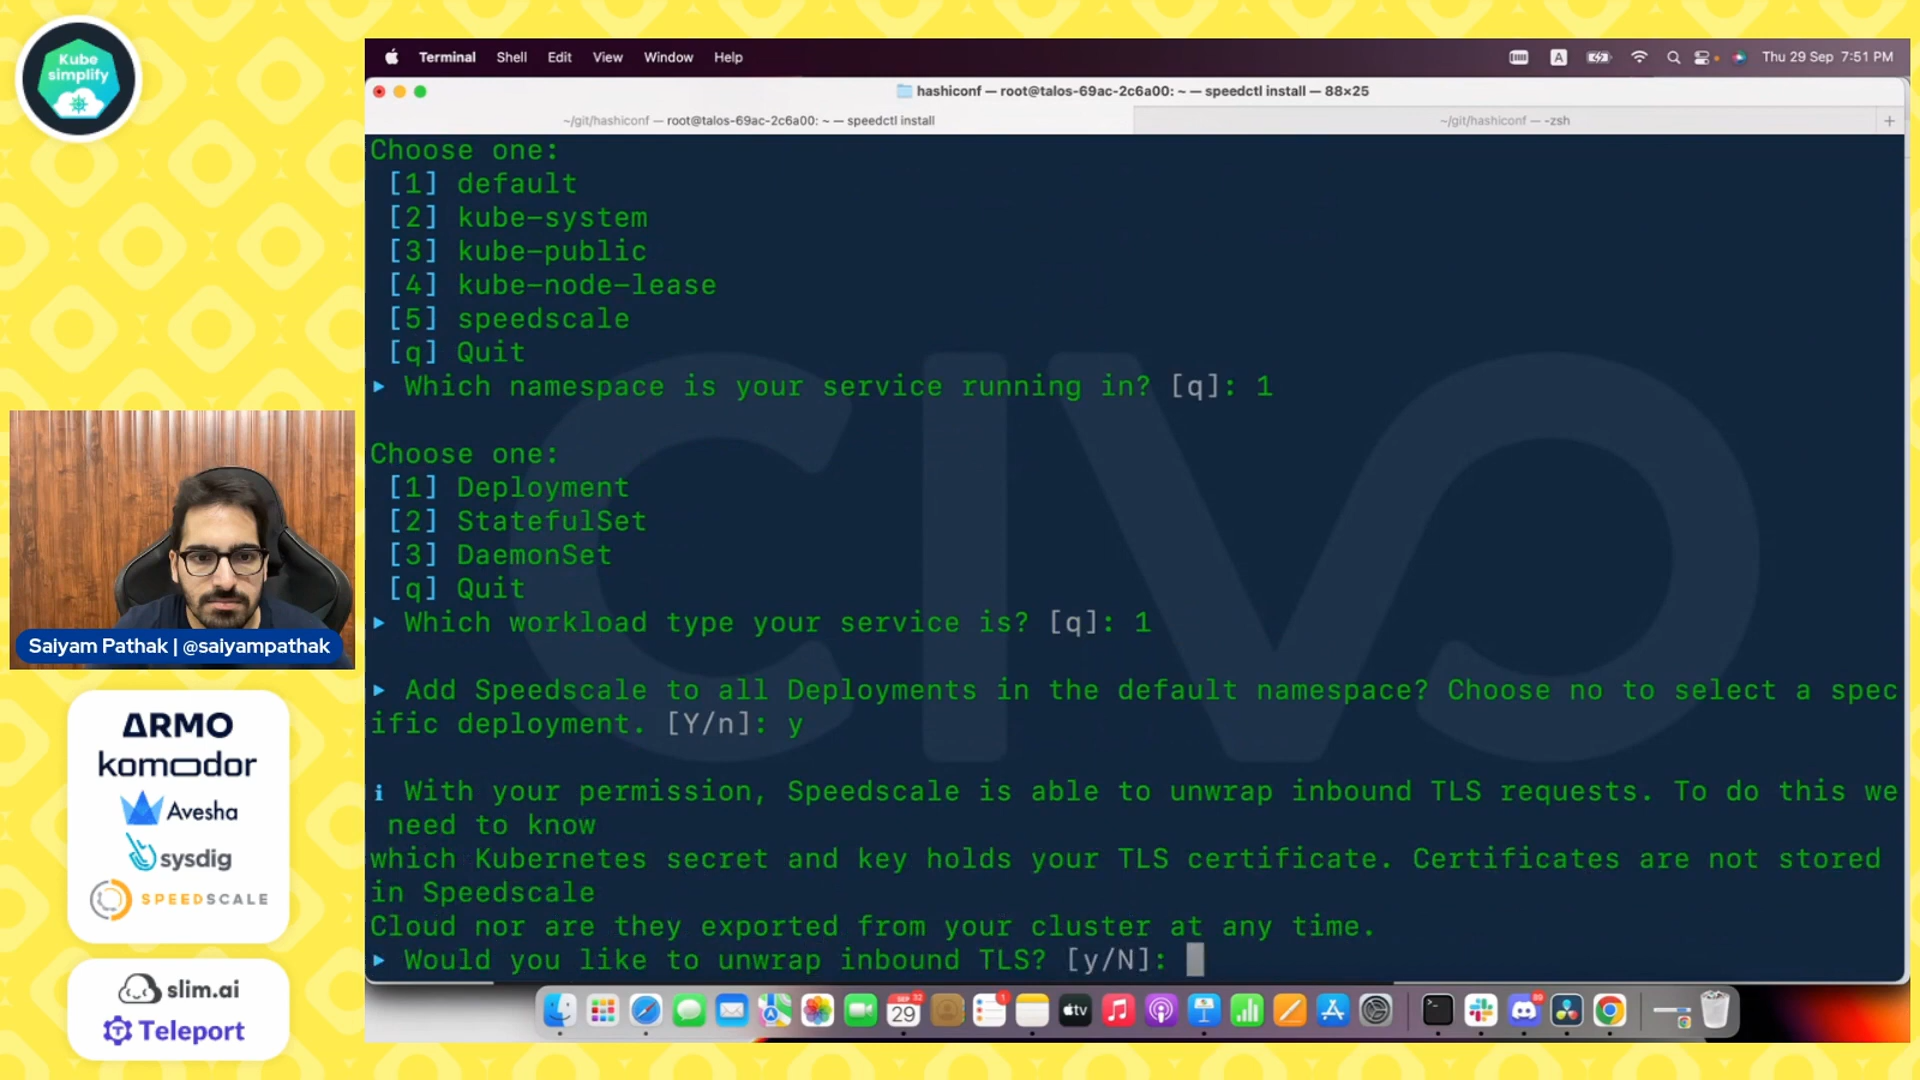 Kube
simplify
Terminal Shell Edit View Window Help
A
Thu 29 Sep 7:51 PM
hashiconf — root@talos-69ac-2c6a00: ~ — speedctl install — 88×25
~/git/hashiconf — root@talos-69ac-2c6a00: ~ — speedctl install
~/git/hashiconf — -zsh
+
Choose one:
[1] default
[2] kube-system
[3] kube-public
[4] kube-node-lease
[5] speedscale
[q] Quit
▸ Which namespace is your service running in? [q]: 1
Choose one:
[1] Deployment
[2] StatefulSet
[3] DaemonSet
[q] Quit
▸ Which workload type your service is? [q]: 1
▸ Add Speedscale to all Deployments in the default namespace? Choose no to select a spec
ific deployment. [Y/n]: y
i With your permission, Speedscale is able to unwrap inbound TLS requests. To do this we
need to know
which Kubernetes secret and key holds your TLS certificate. Certificates are not stored
in Speedscale
Cloud nor are they exported from your cluster at any time.
▸ Would you like to unwrap inbound TLS? [y/N]:
CIVO
Saiyam Pathak | @saiyampathak
ARMO
komodor
Avesha
sysdig
SPEEDSCALE
slim.ai
Teleport
SEP
29
tv